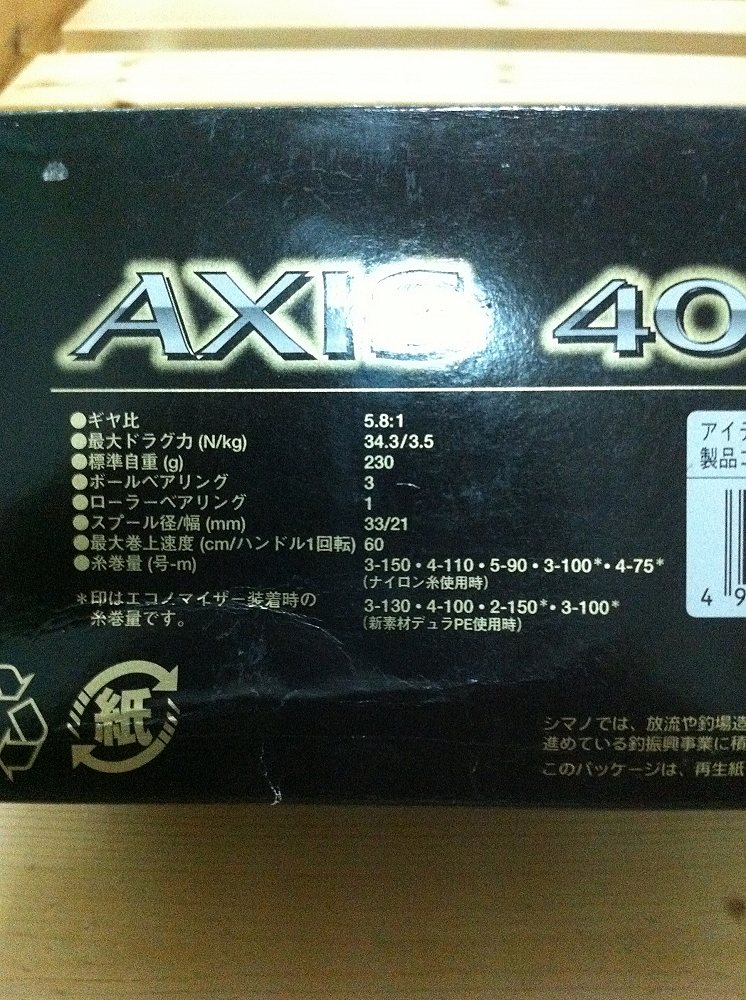 AXIS 40
●ギヤ比 5.8:1
●最大ドラグ力 (N/kg) 34.3/3.5
●標準自重 (g) 230
●ボールベアリング 3
●ローラーベアリング 1
●スプール径/幅 (mm) 33/21
●最大巻上速度 (cm/ハンドル1回転) 60
●糸巻量 (号-m) 3-150・4-110・5-90・3-100*・4-75*
(ナイロン糸使用時)
3-130・4-100・2-150*・3-100*
(新素材デュラPE使用時)
*印はエコノマイザー装着時の
糸巻量です。
アイテ
製品コ
4 9
紙
シマノでは、放流や釣場造
進めている釣振興事業に積
このパッケージは、再生紙